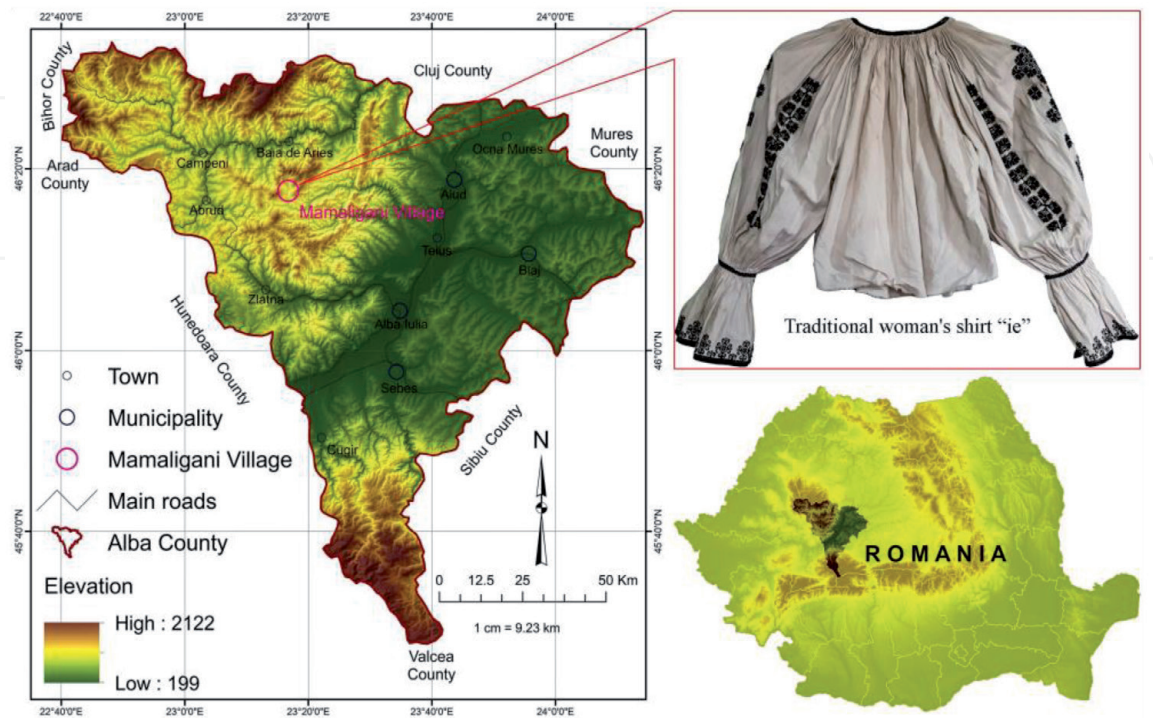 22°40'0"E
23°0'0"E
23°20'0"E
23°40'0"E
24°0'0"E
Bihor County
Cluj County
Mures
County
Arad
County
46°20'0"N
46°20'0"N
Campeni
Baia de Aries
Ocna Mures
Aiud
Abrud
Mamaligani Village
Teius
Blaj
Zlatna
Alba Iulia
Hunedoara County
46°0'0"N
46°0'0"N
Sebes
Cugir
Sibiu County
Town
Municipality
Mamaligani Village
Main roads
Alba County
Elevation
High : 2122
Low : 199
N
45°40'0"N
45°40'0"N
0 12.5 25 50 Km
1 cm = 9.23 km
Valcea
County
22°40'0"E
23°0'0"E
23°20'0"E
23°40'0"E
24°0'0"E
Traditional woman's shirt “ie”
ROMANIA